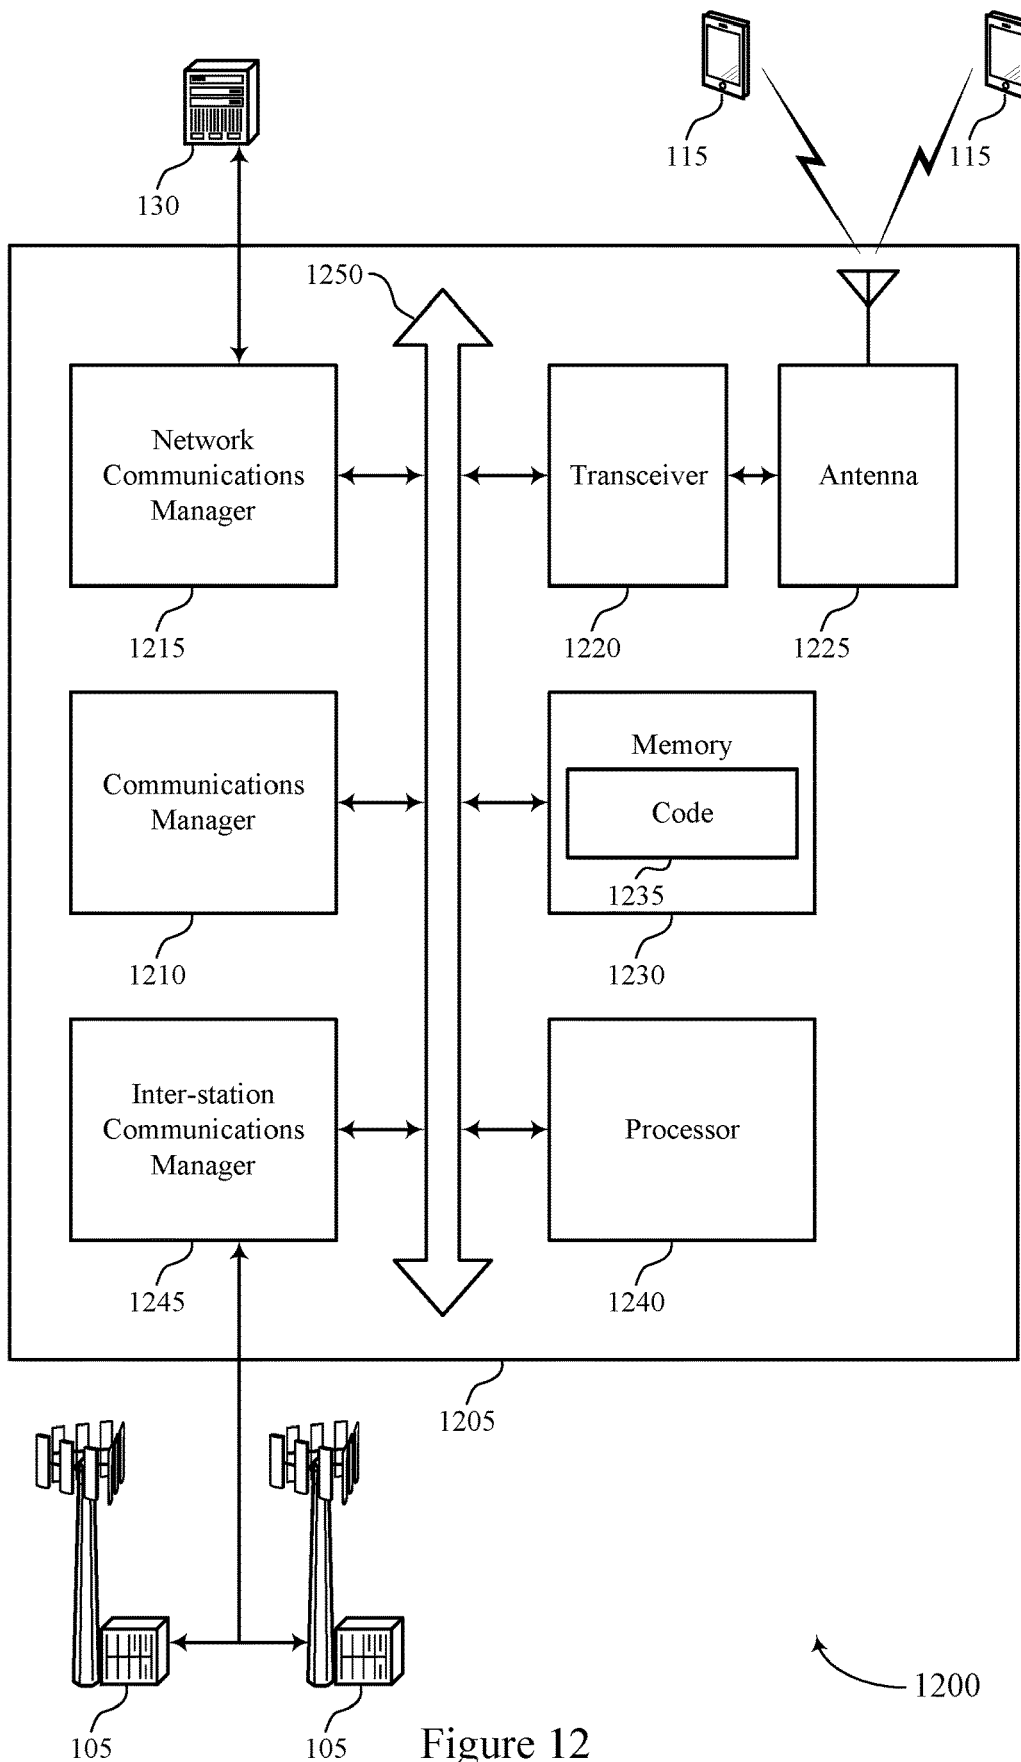 115
115
130
1250
Network
Communications
Manager
Transceiver
Antenna
1215
1220
1225
Communications
Manager
Memory
Code
1235
1210
1230
Inter-station
Communications
Manager
Processor
1245
1240
1205
1200
105
105
Figure 12